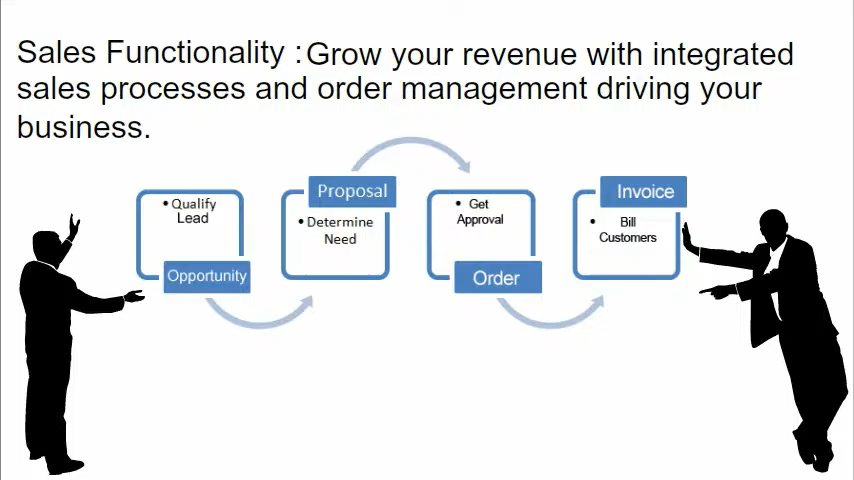 Sales Functionality : Grow your revenue with integrated
sales processes and order management driving your
business.
• Qualify
Lead
Opportunity
Proposal
• Determine
Need
• Get
Approval
Order
Invoice
• Bill
Customers